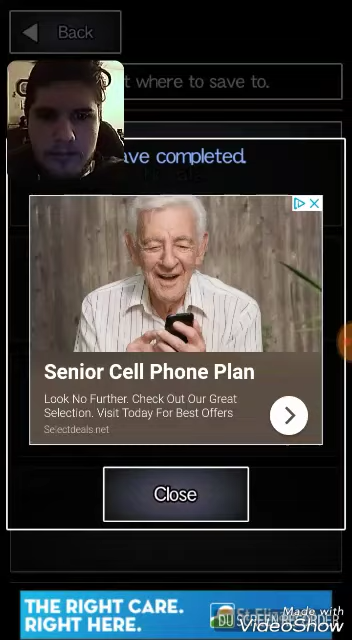 Back
t where to save to.
ave completed.
Senior Cell Phone Plan
Look No Further. Check Out Our Great
Selection. Visit Today For Best Offers
Selectdeals.net
Close
THE RIGHT CARE.
RIGHT HERE.
Made with
VideoShow